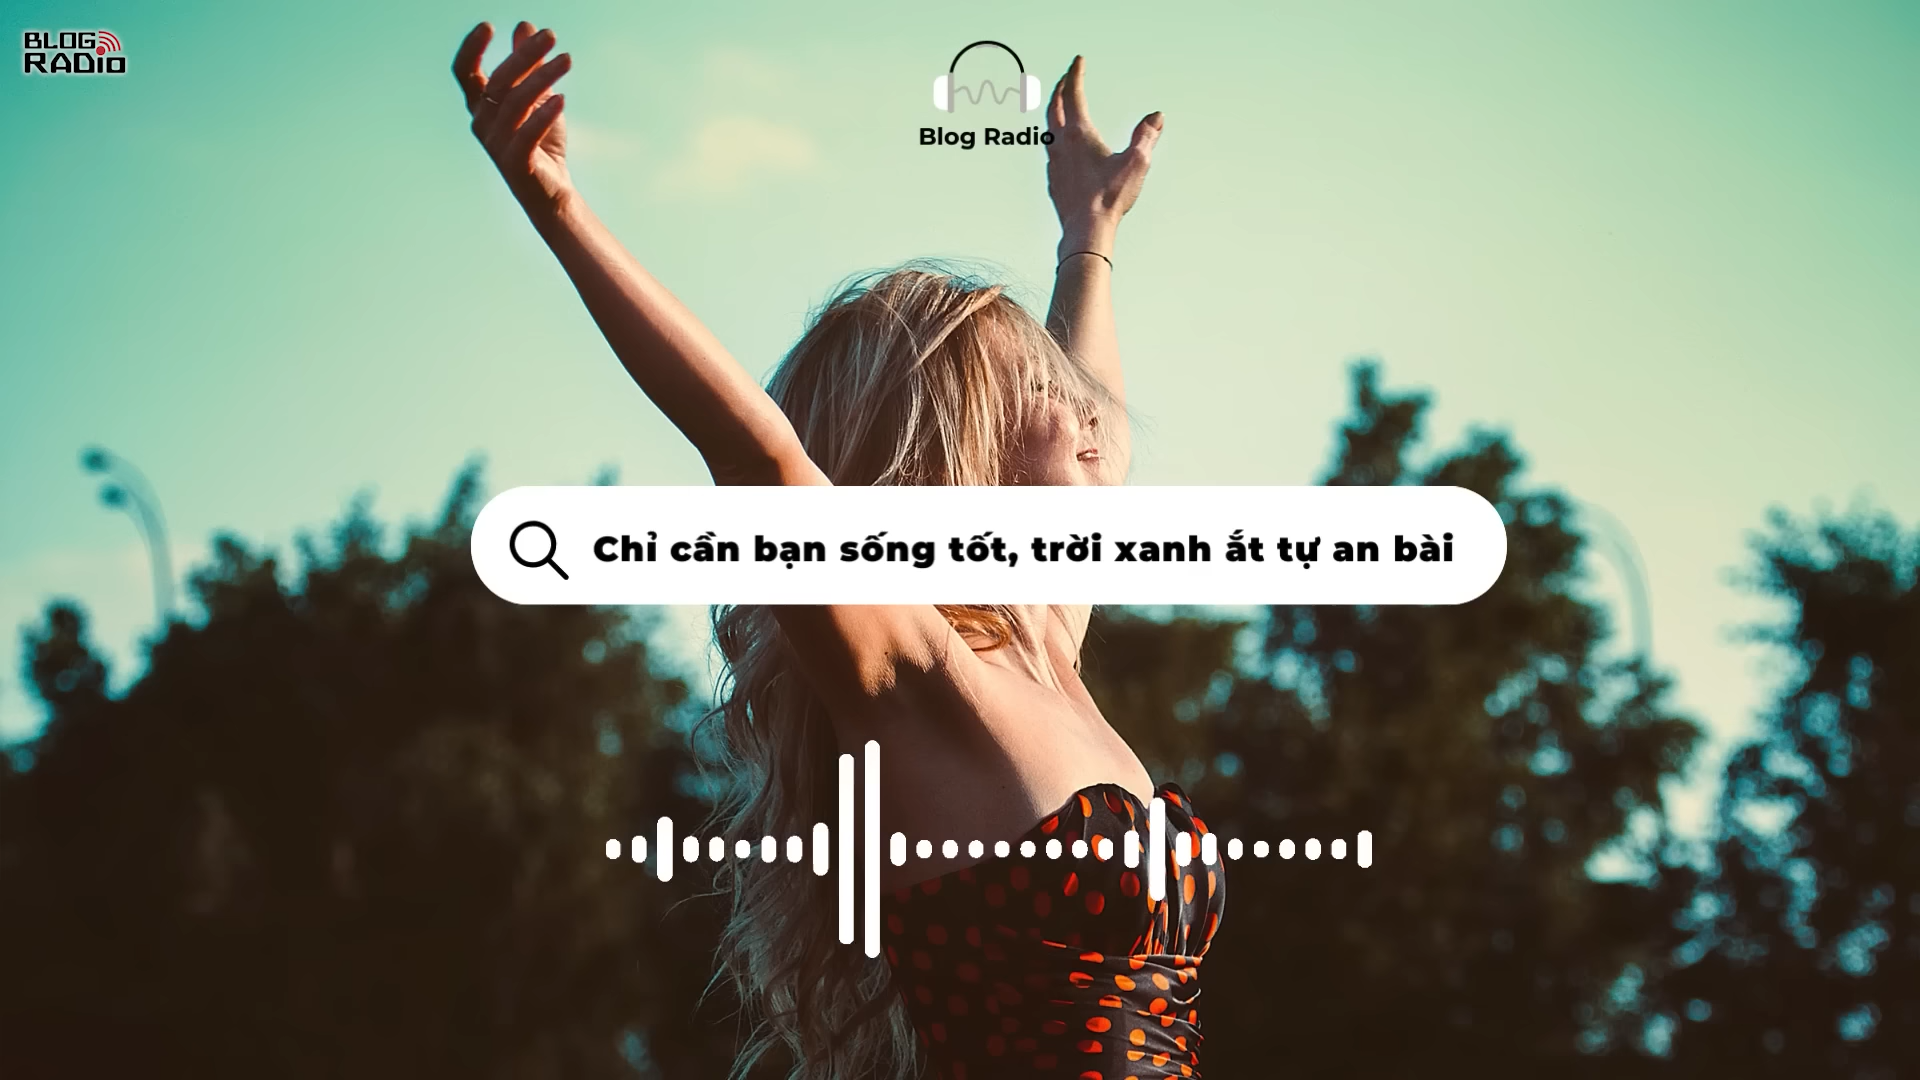 BLOG
RADIO
Blog Radio
Chỉ cần bạn sống tốt, trời xanh ắt tự an bài